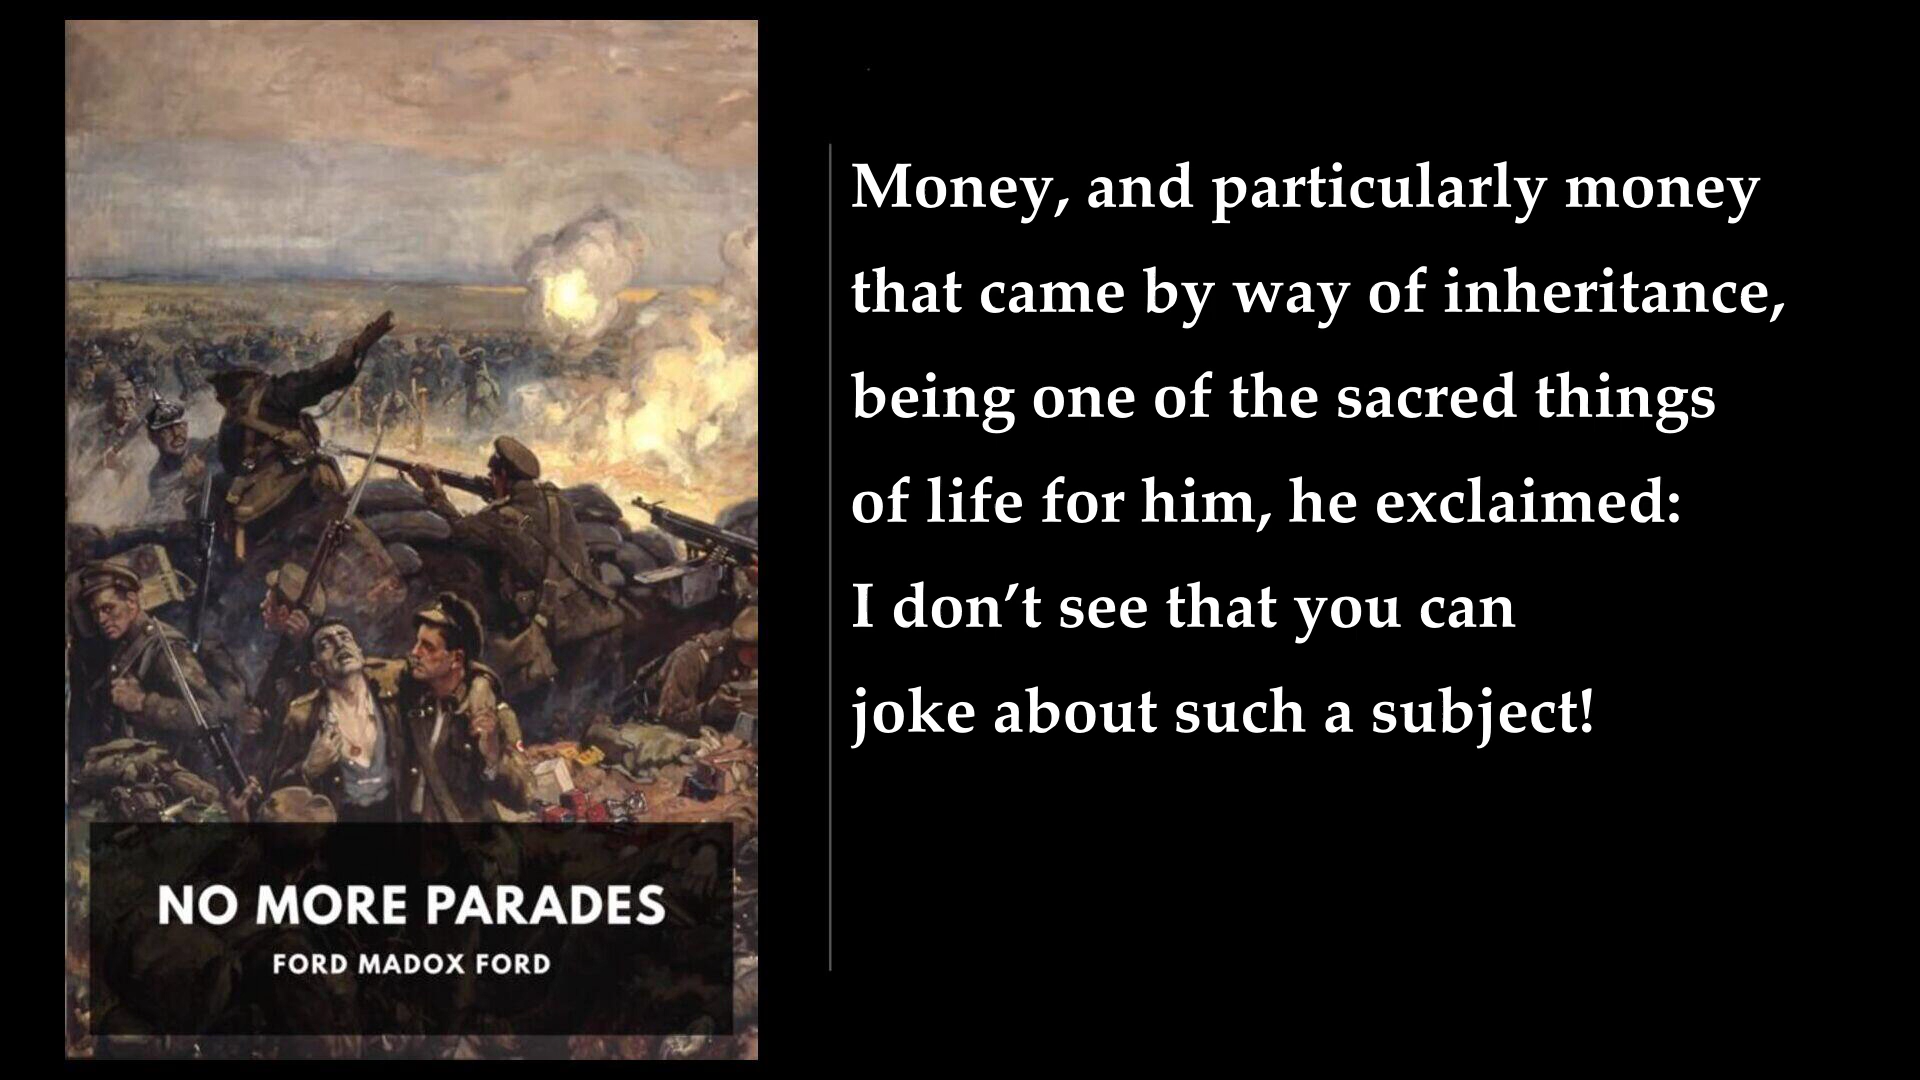 NO MORE PARADES
FORD MADOX FORD
Money, and particularly money
that came by way of inheritance,
being one of the sacred things
of life for him, he exclaimed:
I don’t see that you can
joke about such a subject!